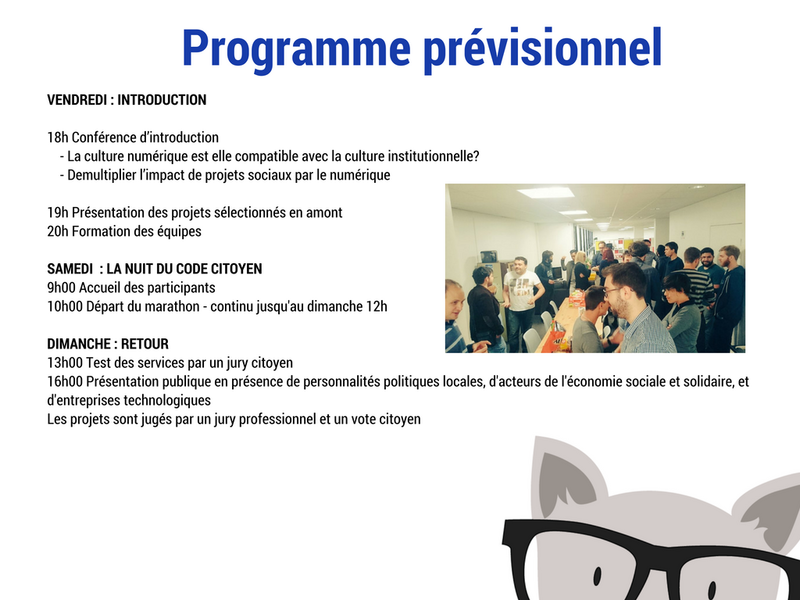 Programme prévisionnel
VENDREDI : INTRODUCTION
18h Conférence d'introduction
- La culture numérique est elle compatible avec la culture institutionnelle?
- Demultiplier l'impact de projets sociaux par le numérique
19h Présentation des projets sélectionnés en amont
20h Formation des équipes
SAMEDI : LA NUIT DU CODE CITOYEN
9h00 Accueil des participants
10h00 Départ du marathon - continu jusqu'au dimanche 12h
DIMANCHE : RETOUR
13h00 Test des services par un jury citoyen
16h00 Présentation publique en présence de personnalités politiques locales, d'acteurs de l'économie sociale et solidaire, et
d'entreprises technologiques
Les projets sont jugés par un jury professionnel et un vote citoyen